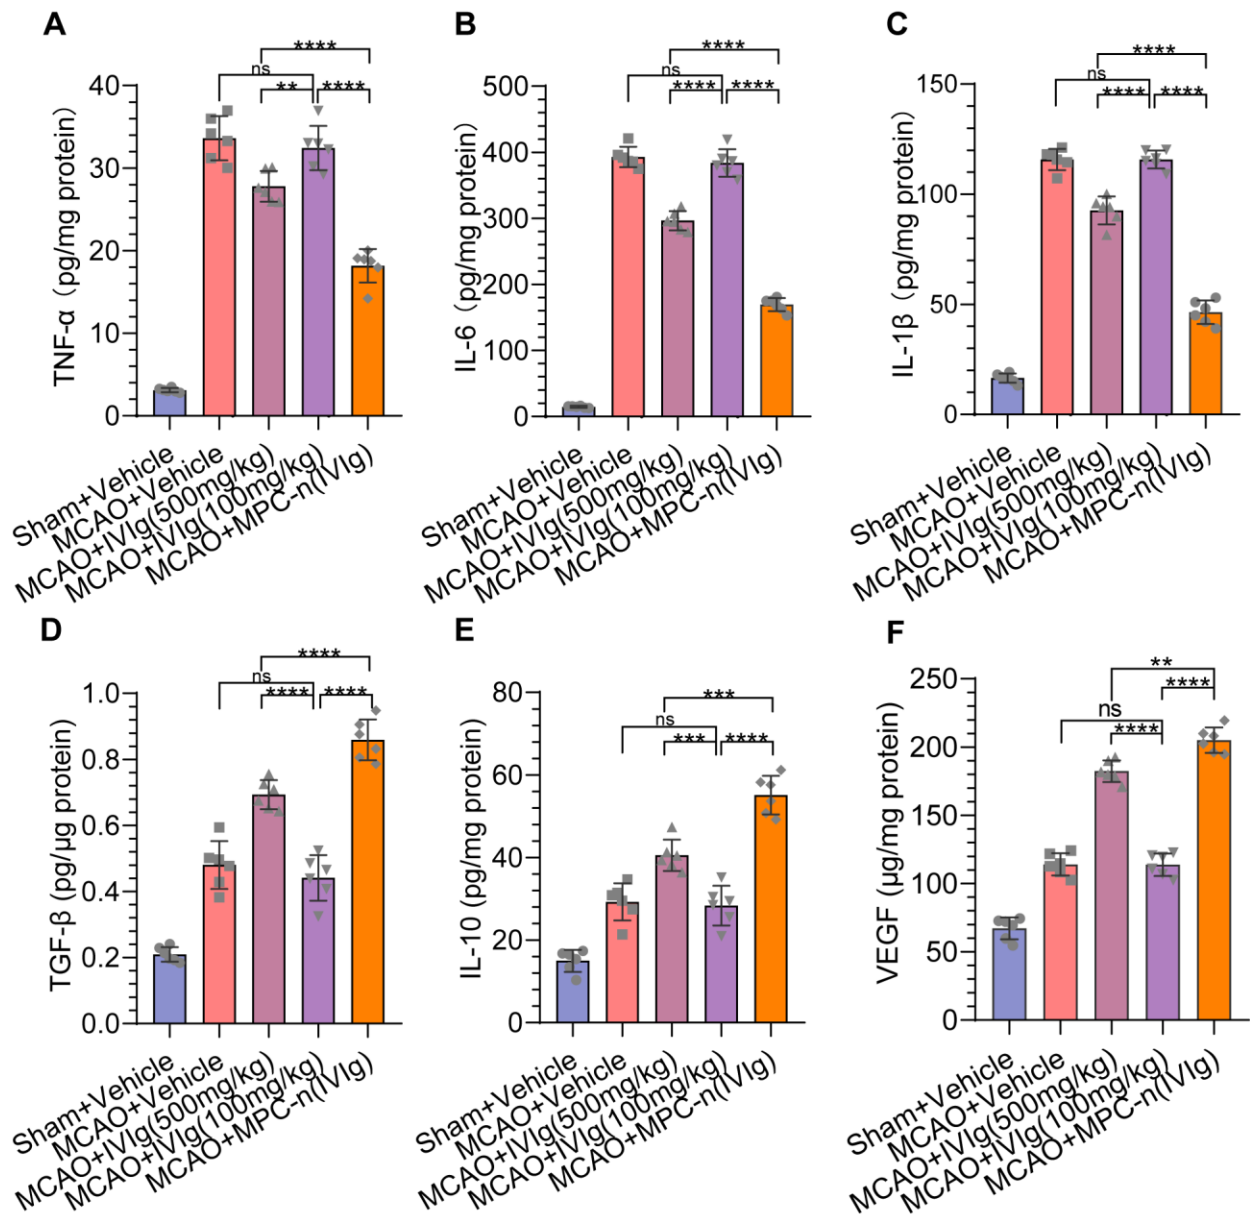 A
****
ns
** ****
TNF-α (pg/mg protein)
40
30
20
10
0
Sham+Vehicle
MCAO+Vehicle
MCAO+IVIg(500mg/kg)
MCAO+IVIg(100mg/kg)
MCAO+MPC-n(IVIg)
B
****
ns
**** ****
IL-6 (pg/mg protein)
500
400
300
200
100
0
Sham+Vehicle
MCAO+Vehicle
MCAO+IVIg(500mg/kg)
MCAO+IVIg(100mg/kg)
MCAO+MPC-n(IVIg)
C
****
ns
**** ****
IL-1β (pg/mg protein)
150
100
50
0
Sham+Vehicle
MCAO+Vehicle
MCAO+IVIg(500mg/kg)
MCAO+IVIg(100mg/kg)
MCAO+MPC-n(IVIg)
D
****
ns
**** ****
TGF-β (pg/μg protein)
1.0
0.8
0.6
0.4
0.2
0.0
Sham+Vehicle
MCAO+Vehicle
MCAO+IVIg(500mg/kg)
MCAO+IVIg(100mg/kg)
MCAO+MPC-n(IVIg)
E
***
ns
*** ****
IL-10 (pg/mg protein)
80
60
40
20
0
Sham+Vehicle
MCAO+Vehicle
MCAO+IVIg(500mg/kg)
MCAO+IVIg(100mg/kg)
MCAO+MPC-n(IVIg)
F
**
****
ns
****
VEGF (μg/mg protein)
250
200
150
100
50
0
Sham+Vehicle
MCAO+Vehicle
MCAO+IVIg(500mg/kg)
MCAO+IVIg(100mg/kg)
MCAO+MPC-n(IVIg)